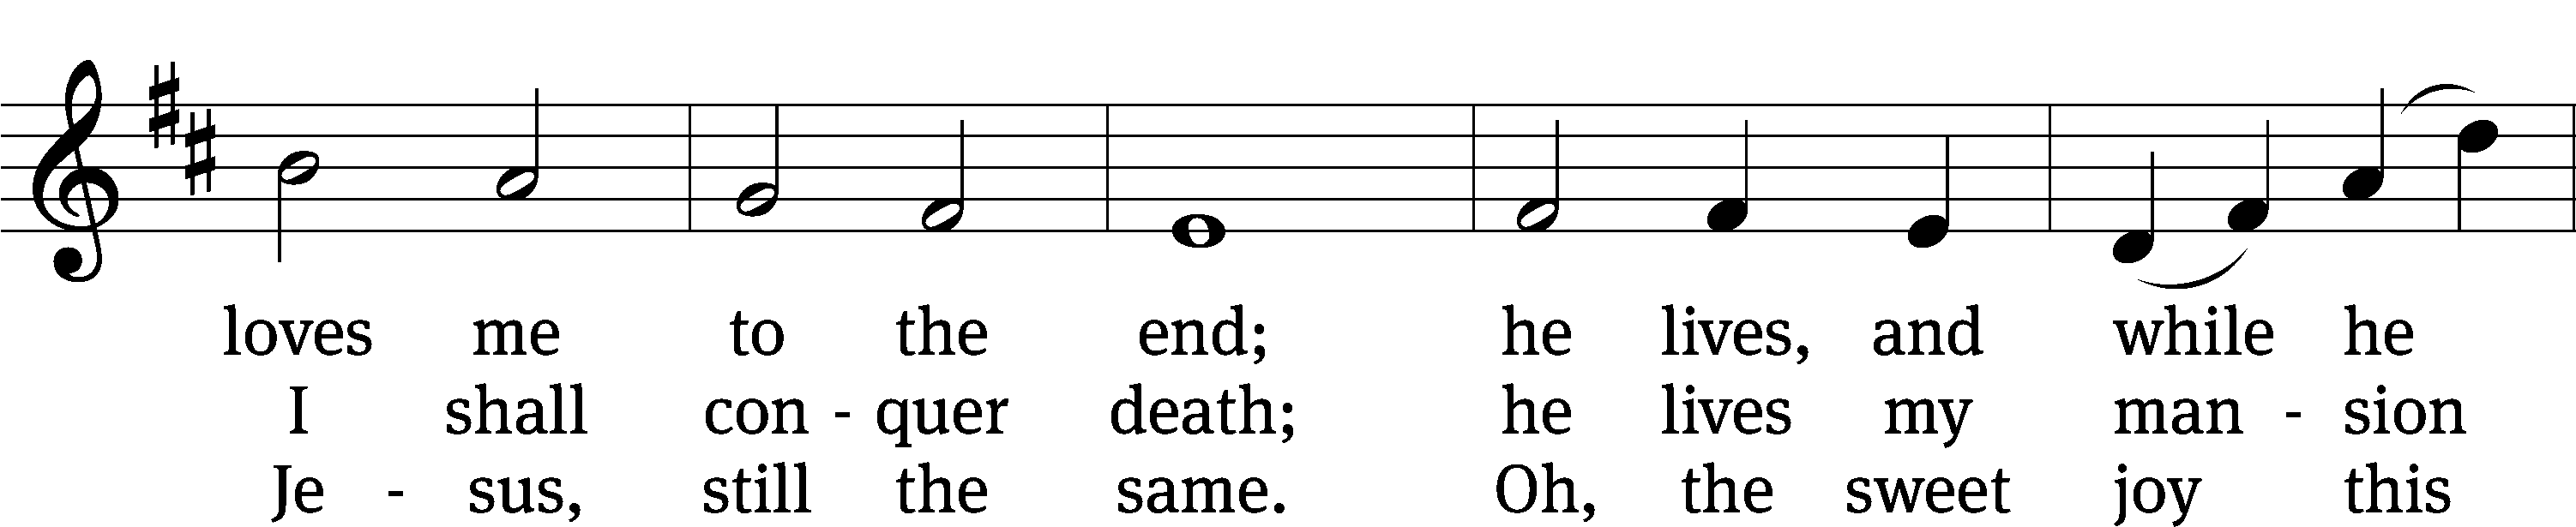 loves me to the end; he lives, and while he
I shall con - quer death; he lives my man - sion
Je - sus, still the same. Oh, the sweet joy this